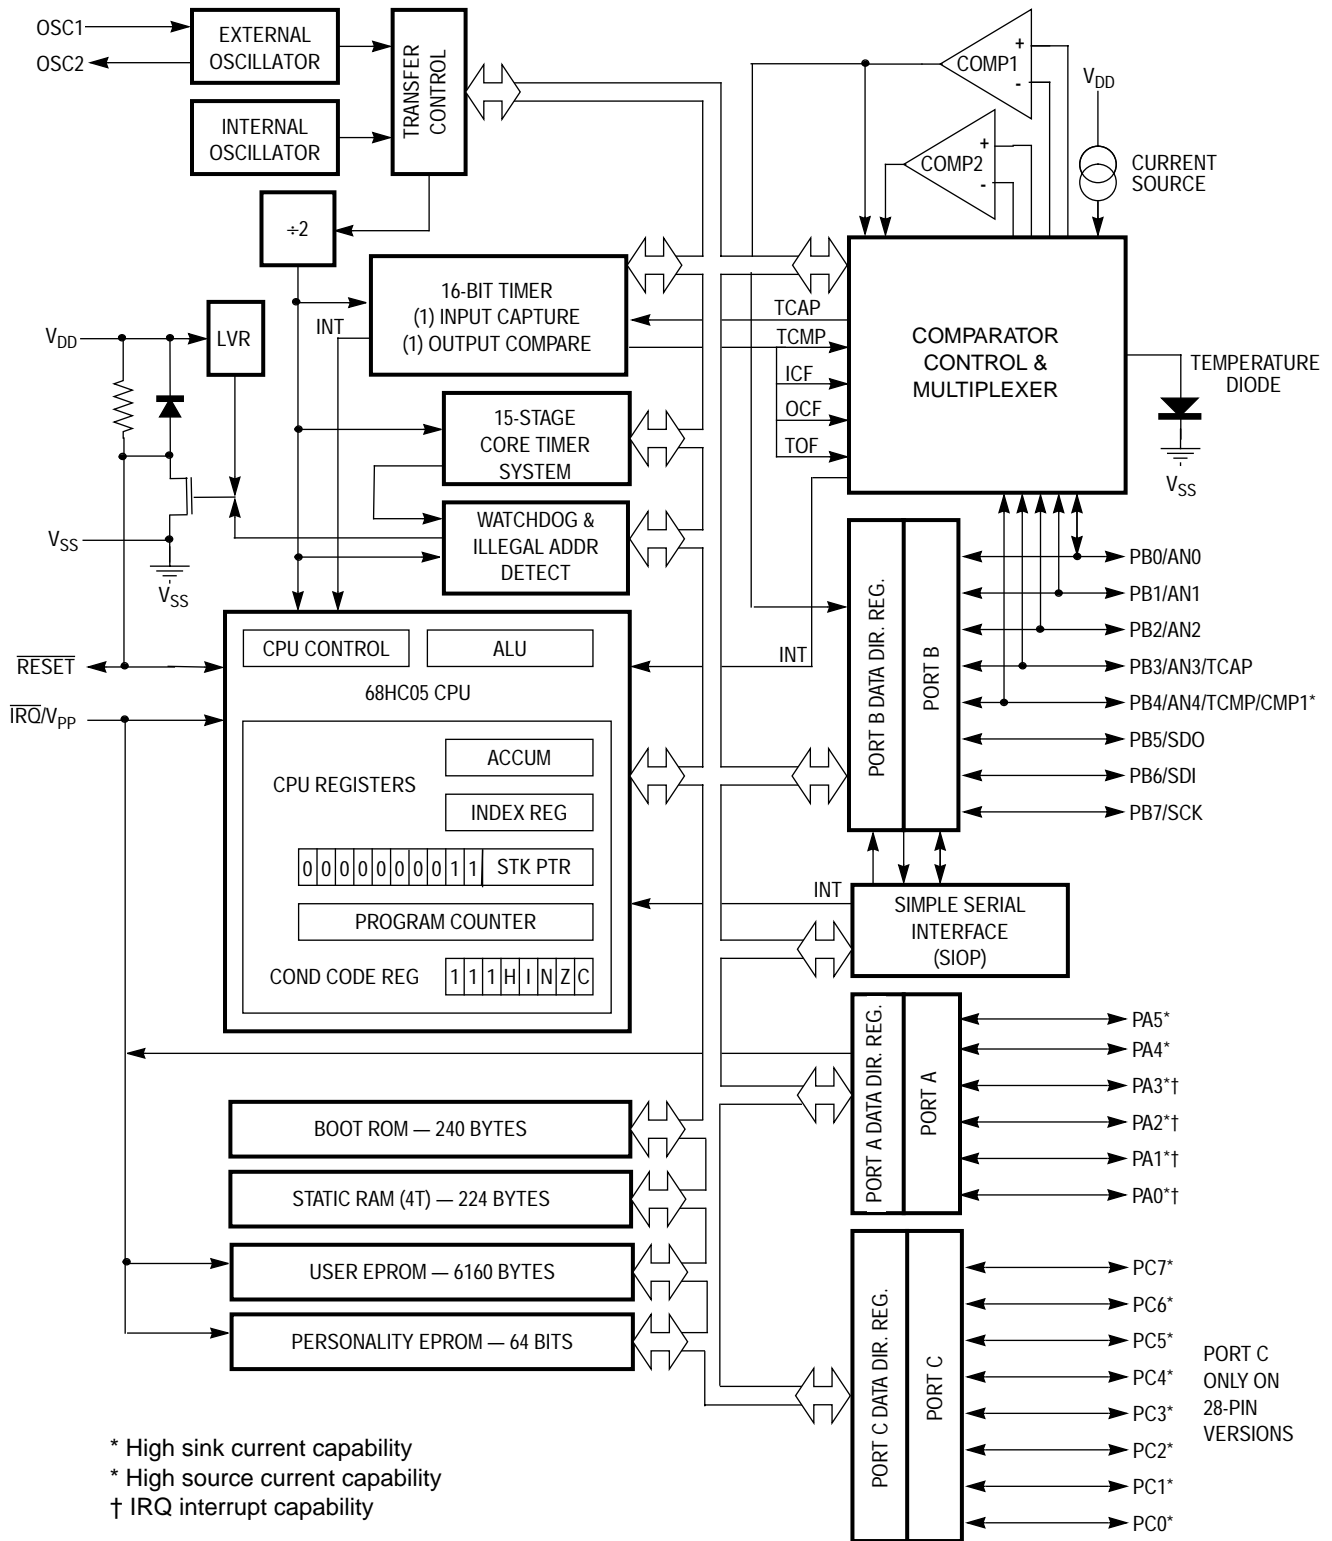 OSC1
OSC2
EXTERNAL
OSCILLATOR
INTERNAL
OSCILLATOR
TRANSFER
CONTROL
÷2
COMP1
+
-
COMP2
+
-
VDD
CURRENT
SOURCE
16-BIT TIMER
(1) INPUT CAPTURE
(1) OUTPUT COMPARE
INT
TCAP
TCMP
ICF
OCF
TOF
COMPARATOR
CONTROL &
MULTIPLEXER
TEMPERATURE
DIODE
VSS
VDD
LVR
15-STAGE
CORE TIMER
SYSTEM
WATCHDOG &
ILLEGAL ADDR
DETECT
VSS
VSS
RESET
IRQ/VPP
CPU CONTROL
ALU
68HC05 CPU
INT
CPU REGISTERS
ACCUM
INDEX REG
0 0 0 0 0 0 0 0 1 1 STK PTR
PROGRAM COUNTER
COND CODE REG
1 1 1 H I N Z C
PORT B DATA DIR. REG.
PORT B
PB0/AN0
PB1/AN1
PB2/AN2
PB3/AN3/TCAP
PB4/AN4/TCMP/CMP1*
PB5/SDO
PB6/SDI
PB7/SCK
INT
SIMPLE SERIAL
INTERFACE
(SIOP)
PORT A DATA DIR. REG.
PORT A
PA5*
PA4*
PA3*†
PA2*†
PA1*†
PA0*†
BOOT ROM — 240 BYTES
STATIC RAM (4T) — 224 BYTES
USER EPROM — 6160 BYTES
PERSONALITY EPROM — 64 BITS
PORT C DATA DIR. REG.
PORT C
PC7*
PC6*
PC5*
PC4*
PC3*
PC2*
PC1*
PC0*
PORT C
ONLY ON
28-PIN
VERSIONS
* High sink current capability
* High source current capability
† IRQ interrupt capability